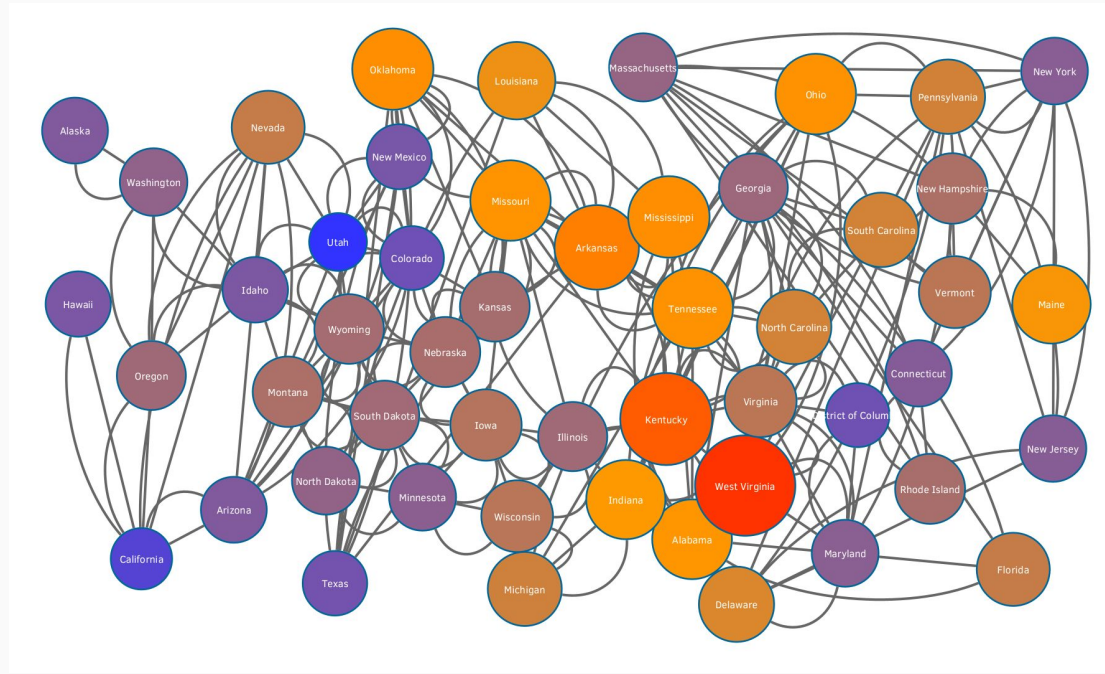 Oklahoma
Louisiana
Massachusetts
New York
Ohio
Pennsylvania
Alaska
Nevada
New Mexico
Washington
Georgia
New Hampshire
Missouri
Mississippi
South Carolina
Utah
Colorado
Arkansas
Idaho
Vermont
Hawaii
Kansas
Tennessee
Maine
Wyoming
North Carolina
Nebraska
Oregon
Connecticut
Montana
Virginia
South Dakota
Iowa
Illinois
Kentucky
District of Colum
New Jersey
North Dakota
Minnesota
West Virginia
Rhode Island
Indiana
Arizona
Wisconsin
Alabama
Maryland
California
Texas
Michigan
Florida
Delaware